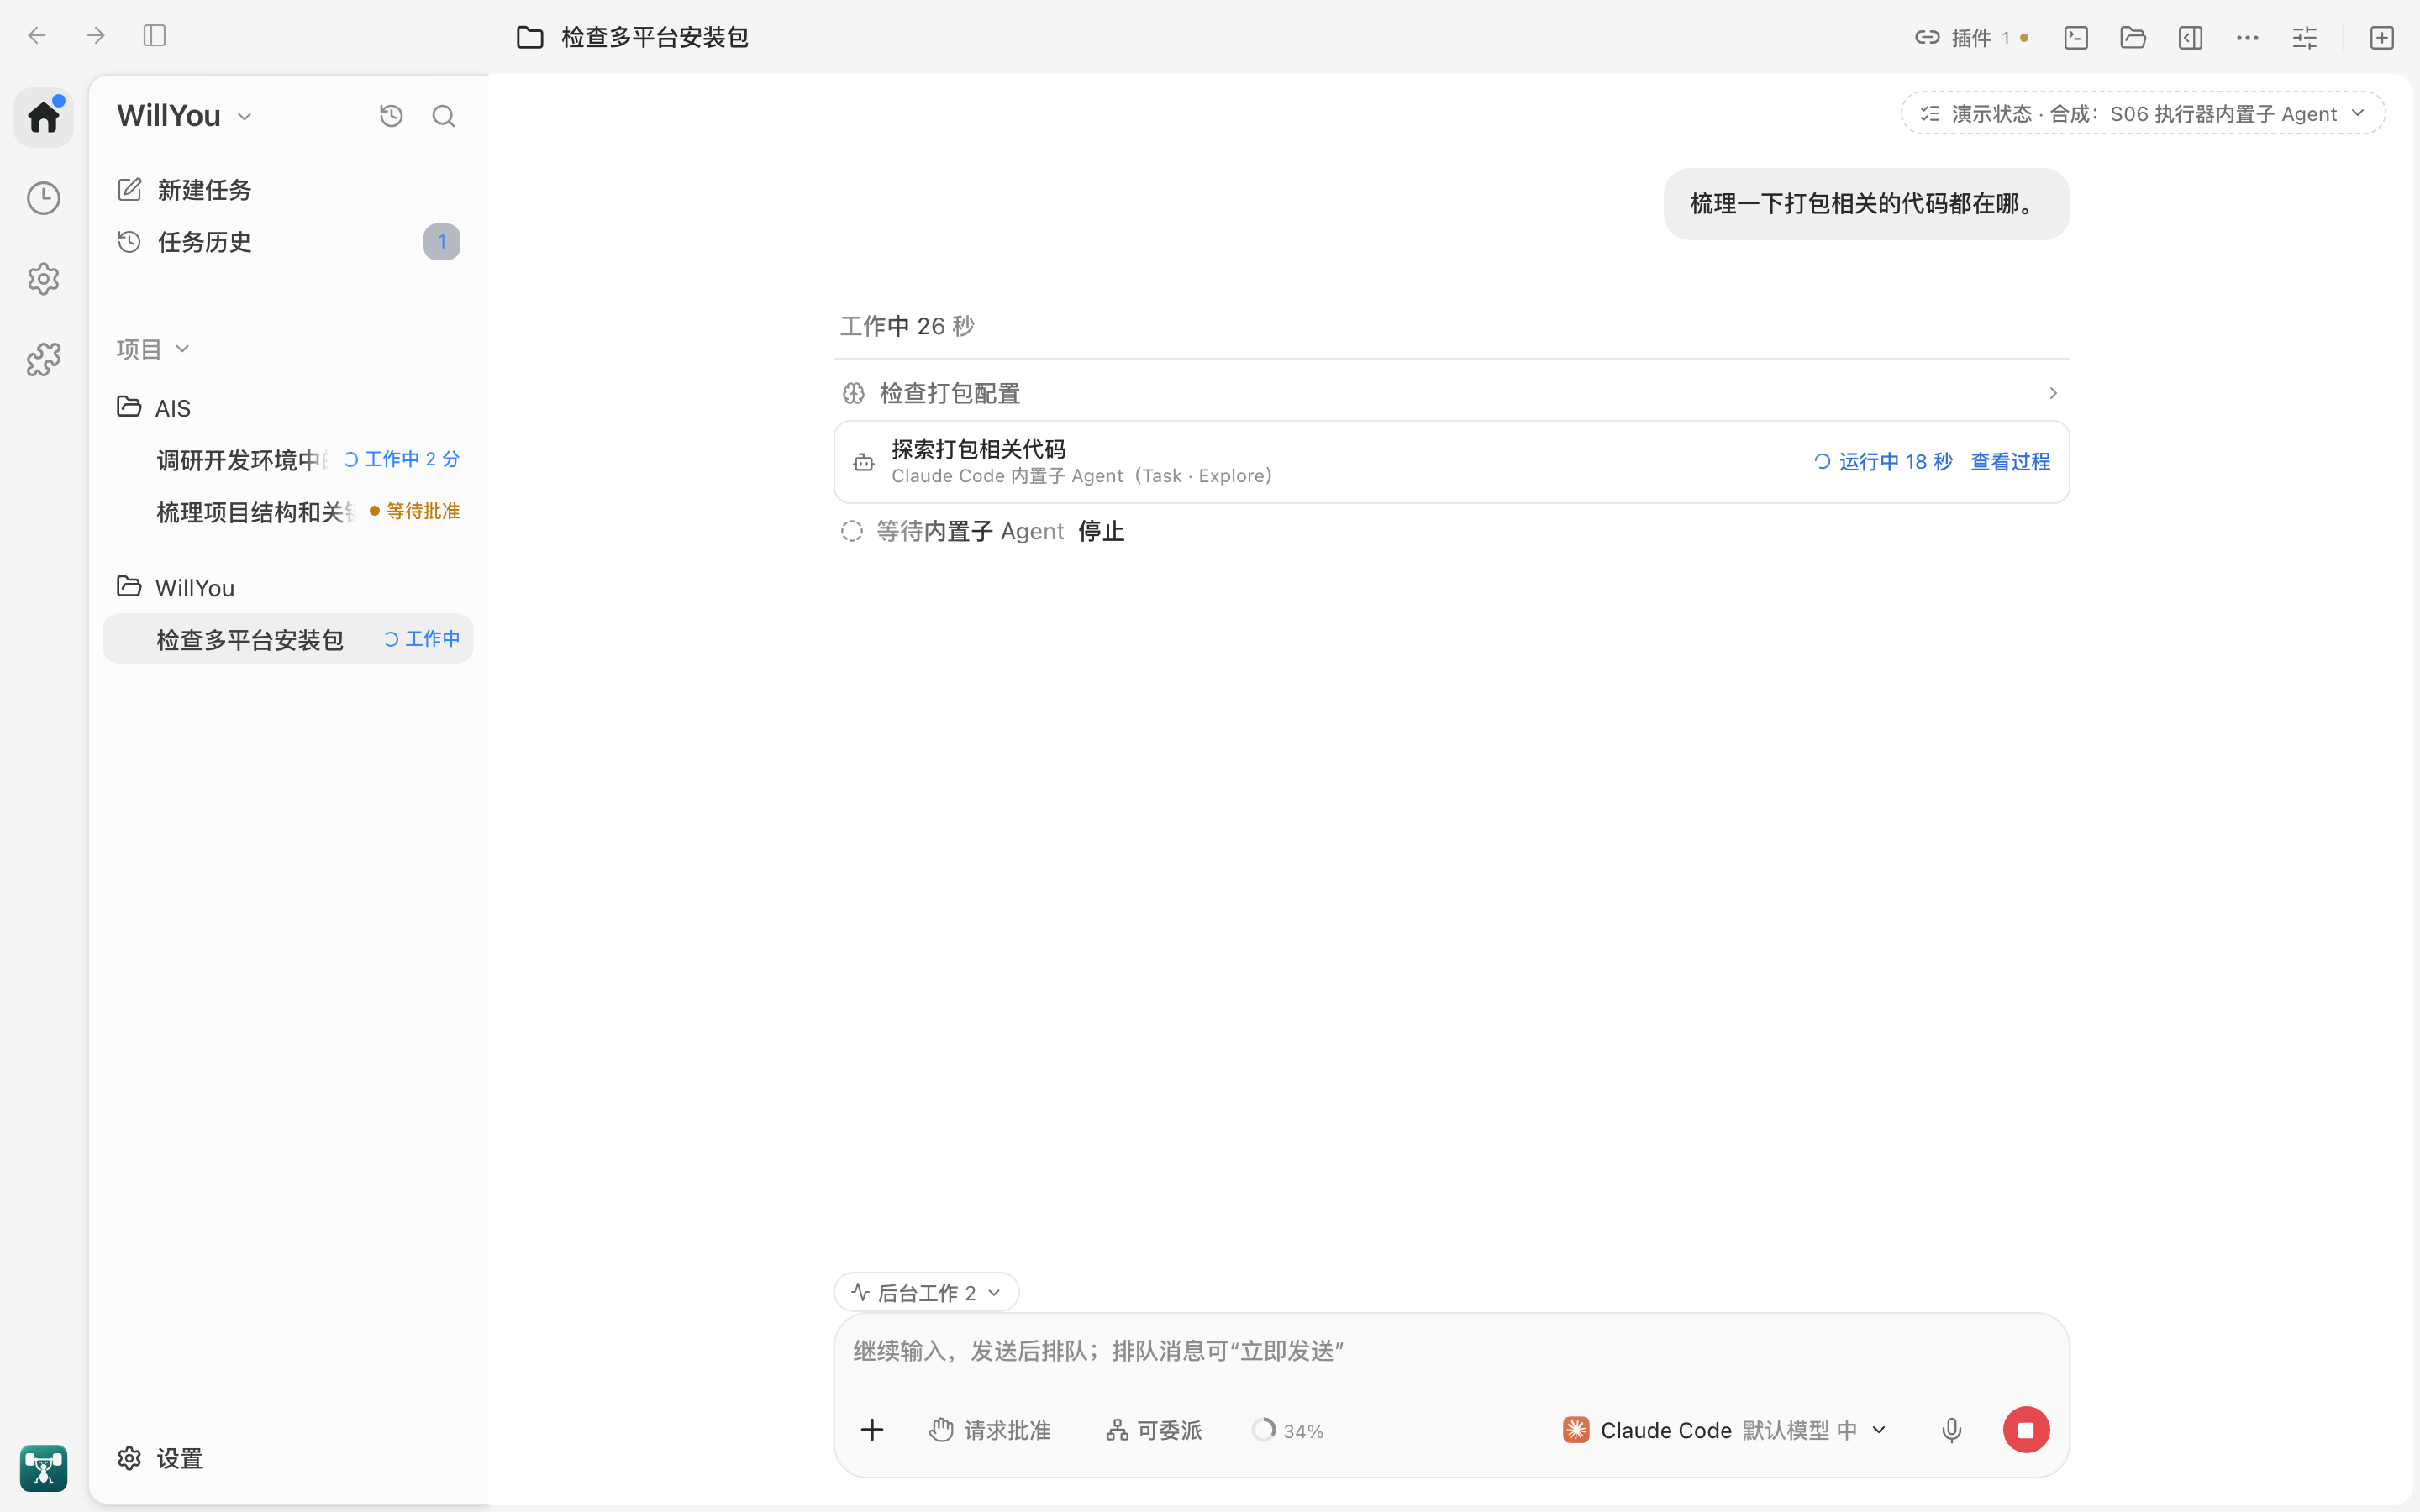 检查多平台安装包
插件 1
WillYou
演示状态 · 合成：S06 执行器内置子 Agent
新建任务
任务历史 1
项目
AIS
调研开发环境中 工作中 2 分
梳理项目结构和关 等待批准
WillYou
检查多平台安装包 工作中
设置
梳理一下打包相关的代码都在哪。
工作中 26 秒
检查打包配置
探索打包相关代码
Claude Code 内置子 Agent（Task · Explore）
运行中 18 秒 查看过程
等待内置子 Agent 停止
后台工作 2
继续输入，发送后排队；排队消息可“立即发送”
请求批准 可委派 34% Claude Code 默认模型 中